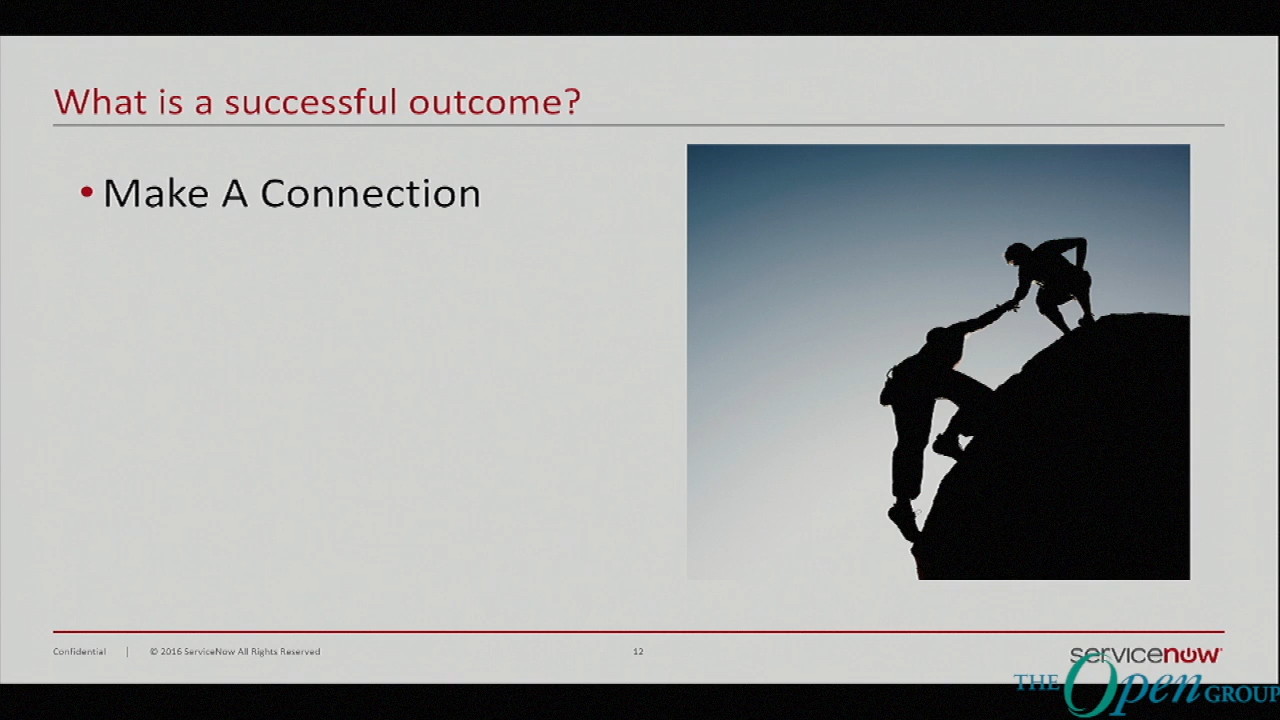 What is a successful outcome?
• Make A Connection
Confidential | © 2016 ServiceNow All Rights Reserved
12
servicenow
THE Open GROUP